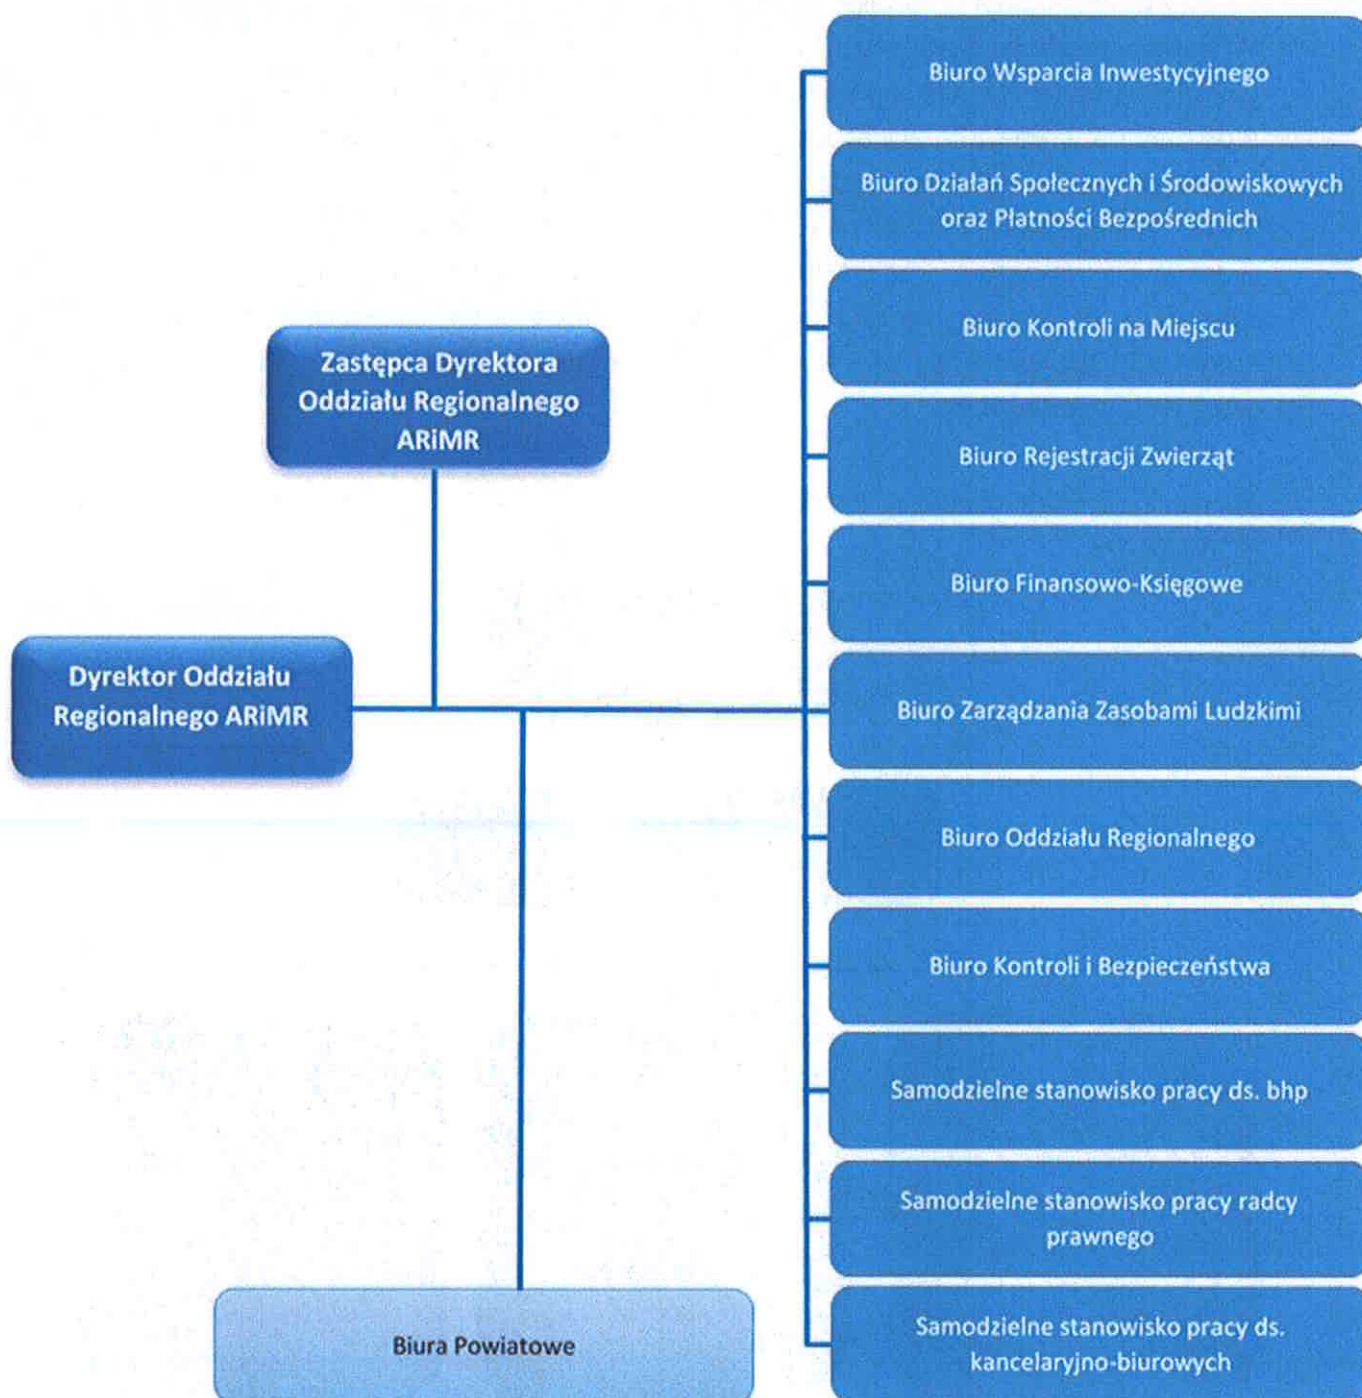 Biuro Wsparcia Inwestycyjnego
Biuro Działań Społecznych i Środowiskowych
oraz Płatności Bezpośrednich
Biuro Kontroli na Miejscu
Zastępca Dyrektora
Oddziału Regionalnego
ARiMR
Biuro Rejestracji Zwierząt
Biuro Finansowo-Księgowe
Dyrektor Oddziału
Regionalnego ARiMR
Biuro Zarządzania Zasobami Ludzkimi
Biuro Oddziału Regionalnego
Biuro Kontroli i Bezpieczeństwa
Samodzielne stanowisko pracy ds. bhp
Samodzielne stanowisko pracy radcy
prawnego
Biura Powiatowe
Samodzielne stanowisko pracy ds.
kancelaryjno-biurowych